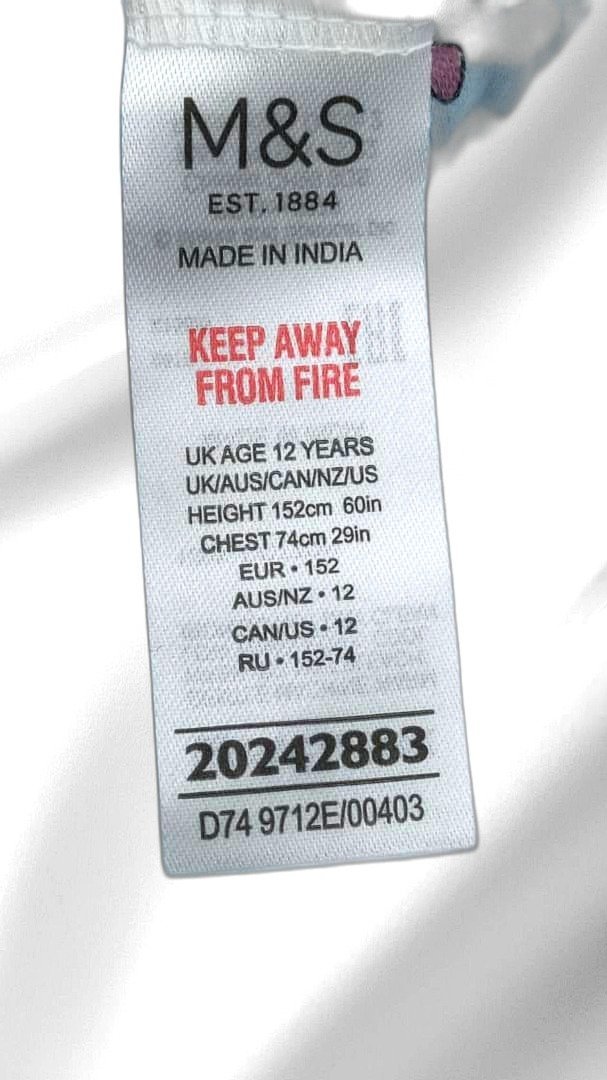 M&S
EST. 1884
MADE IN INDIA
KEEP AWAY
FROM FIRE
UK AGE 12 YEARS
UK/AUS/CAN/NZ/US
HEIGHT 152cm 60in
CHEST 74cm 29in
EUR • 152
AUS/NZ • 12
CAN/US • 12
RU • 152-74
20242883
D74 9712E/00403